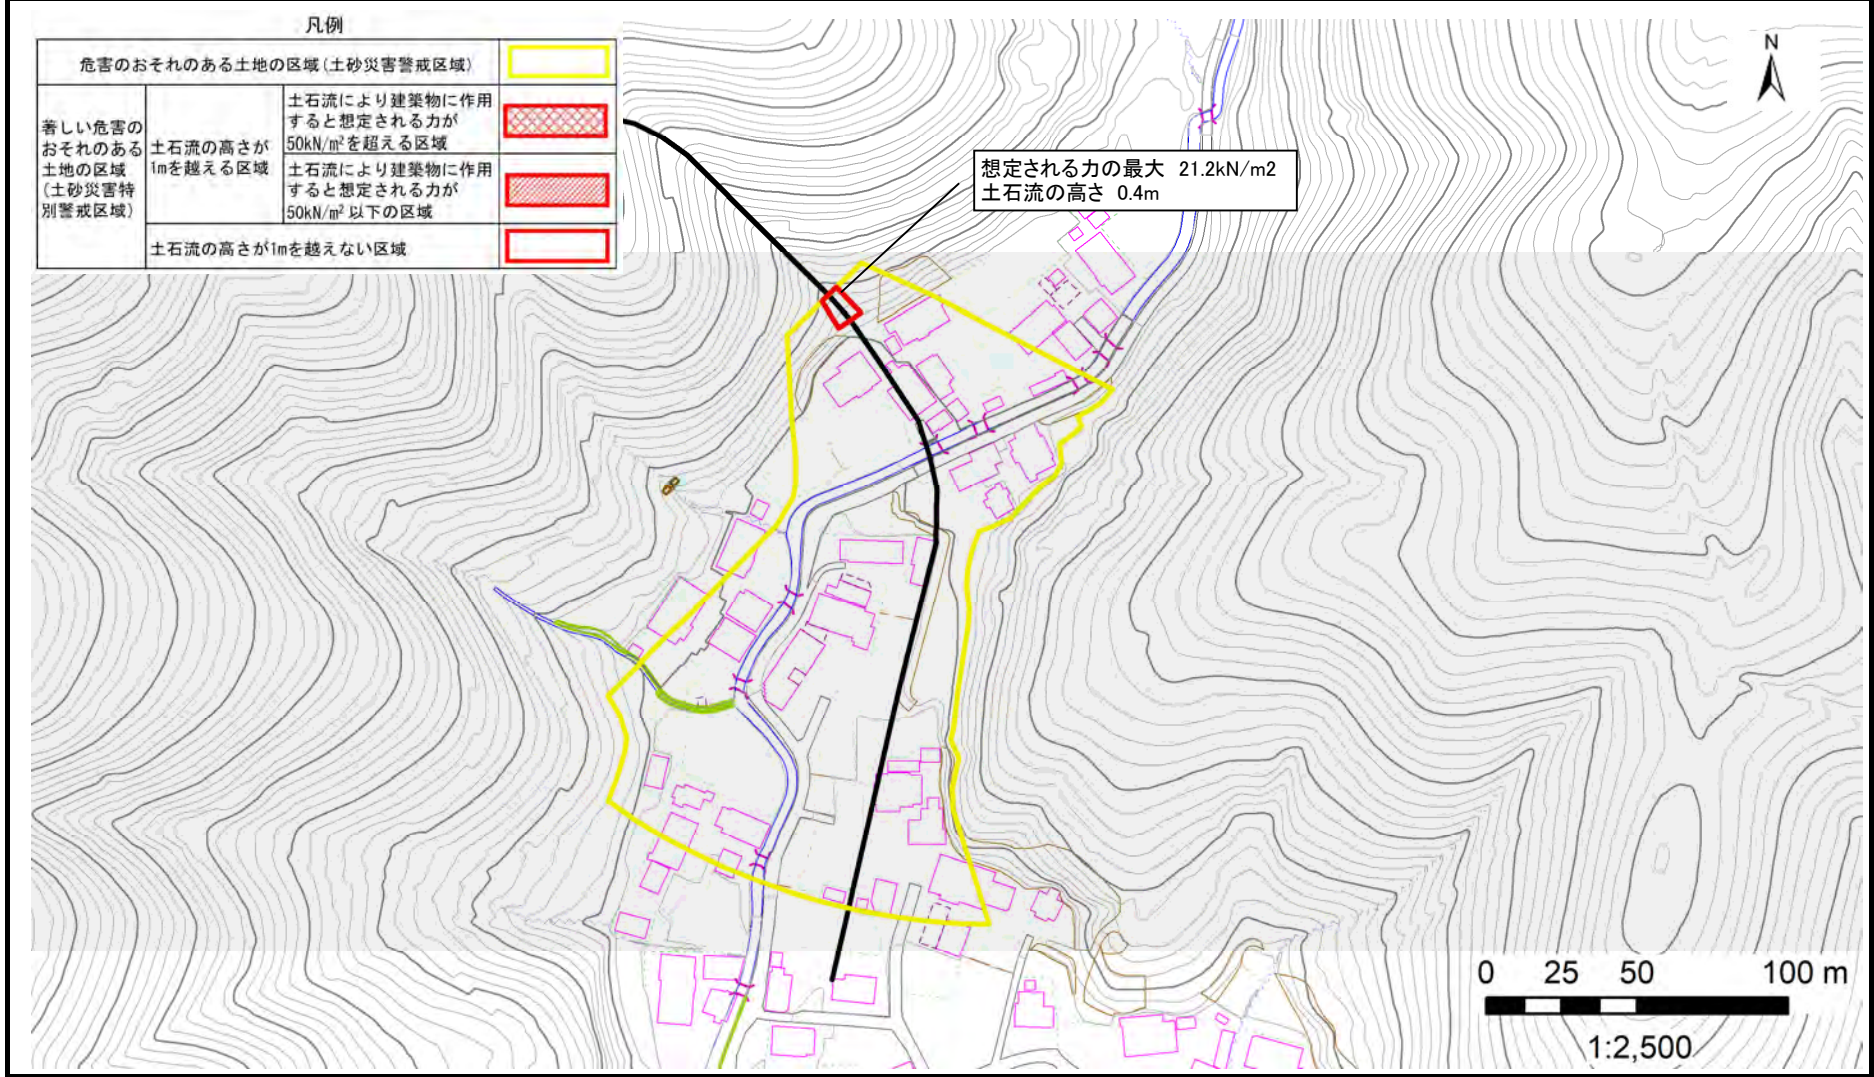 凡例
危害のおそれのある土地の区域(土砂災害警戒区域)
著しい危害の
おそれのある
土地の区域
(土砂災害特
別警戒区域)
土石流の高さが
1mを越える区域
土石流により建築物に作用
すると想定される力が
50kN/m²を超える区域
土石流により建築物に作用
すると想定される力が
50kN/m²以下の区域
土石流の高さが1mを越えない区域
想定される力の最大 21.2kN/m2
土石流の高さ 0.4m
N
0 25 50 100 m
1:2,500